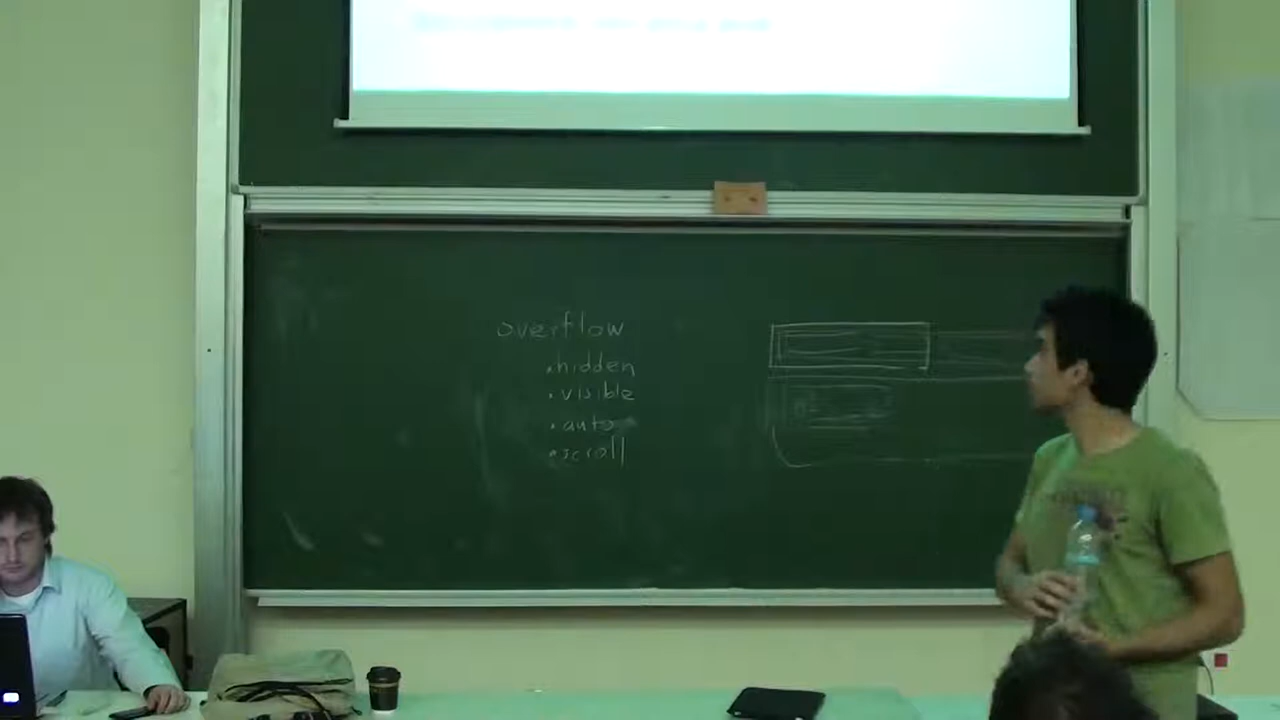 overflow
.hidden
.visible
.auto
.scroll